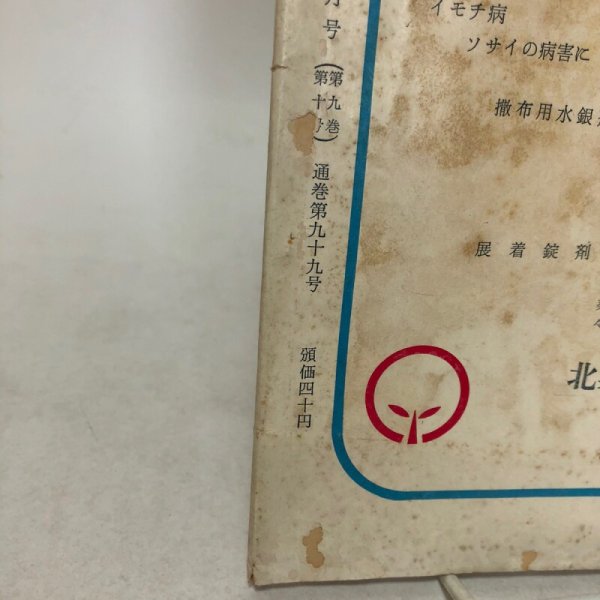 イモチ病
ソサイの病害に
撒布用水銀
展着錠剤
北
月号
(第九巻
第十号)
通巻第九十九号
頒価四十円